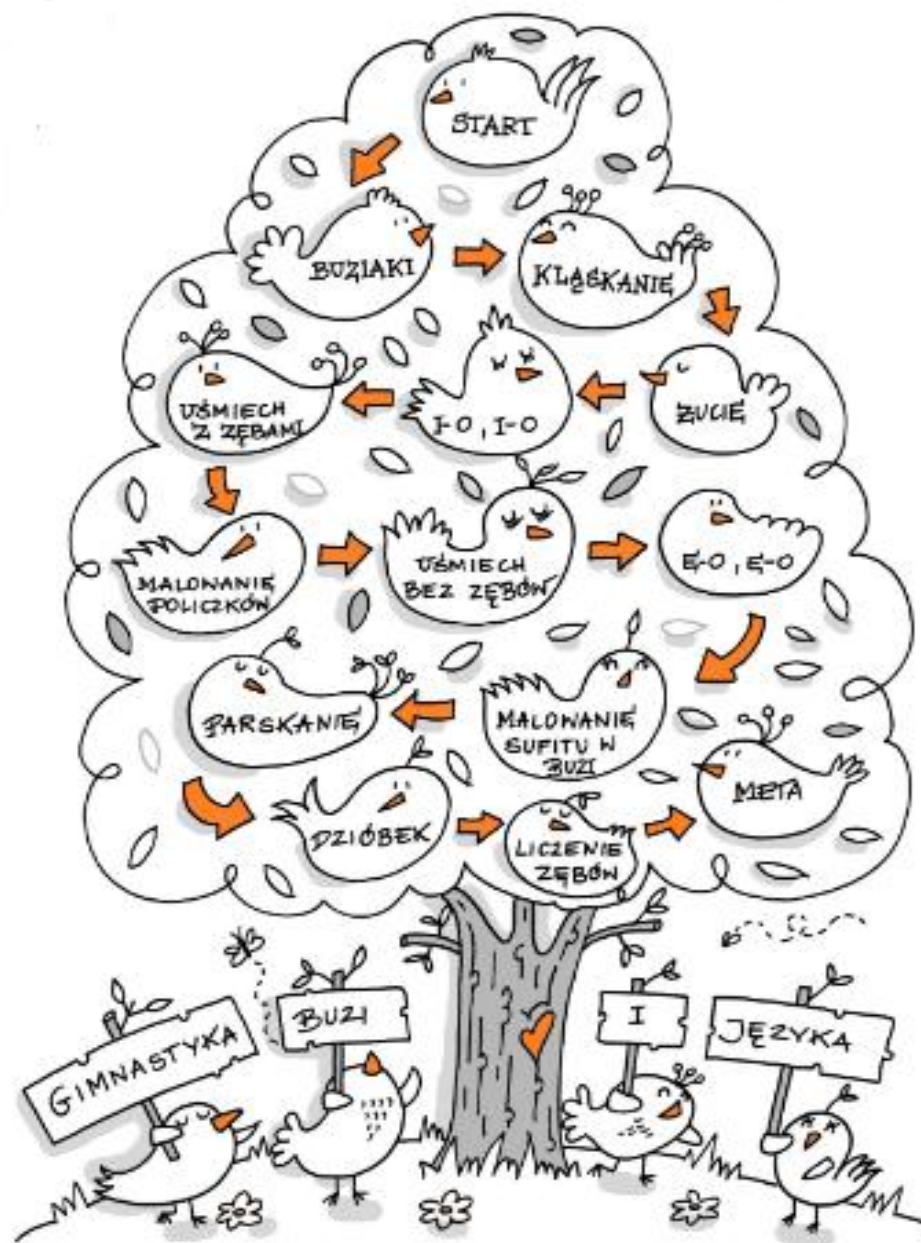 START
BUZIAKI
KLĄSKANIE
ŻUCIE
I-O, I-O
UŚMIECH
Z ZĘBAMI
MALOWANIE
POLICZKÓW
UŚMIECH
BEZ ZĘBÓW
E-O, E-O
MALOWANIE
SUFITU W
BUZI
PARSKANIE
DZIÓBEK
LICZENIE
ZĘBÓW
META
GIMNASTYKA
BUZI
I
JĘZYKA